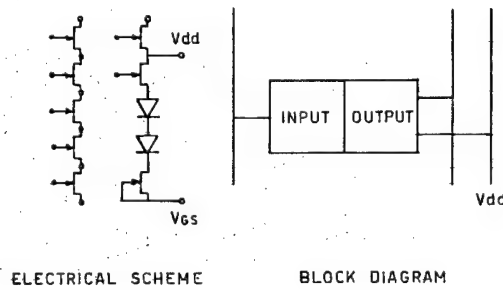 Vdd
VGS
INPUT OUTPUT
Vdd
ELECTRICAL SCHEME
BLOCK DIAGRAM